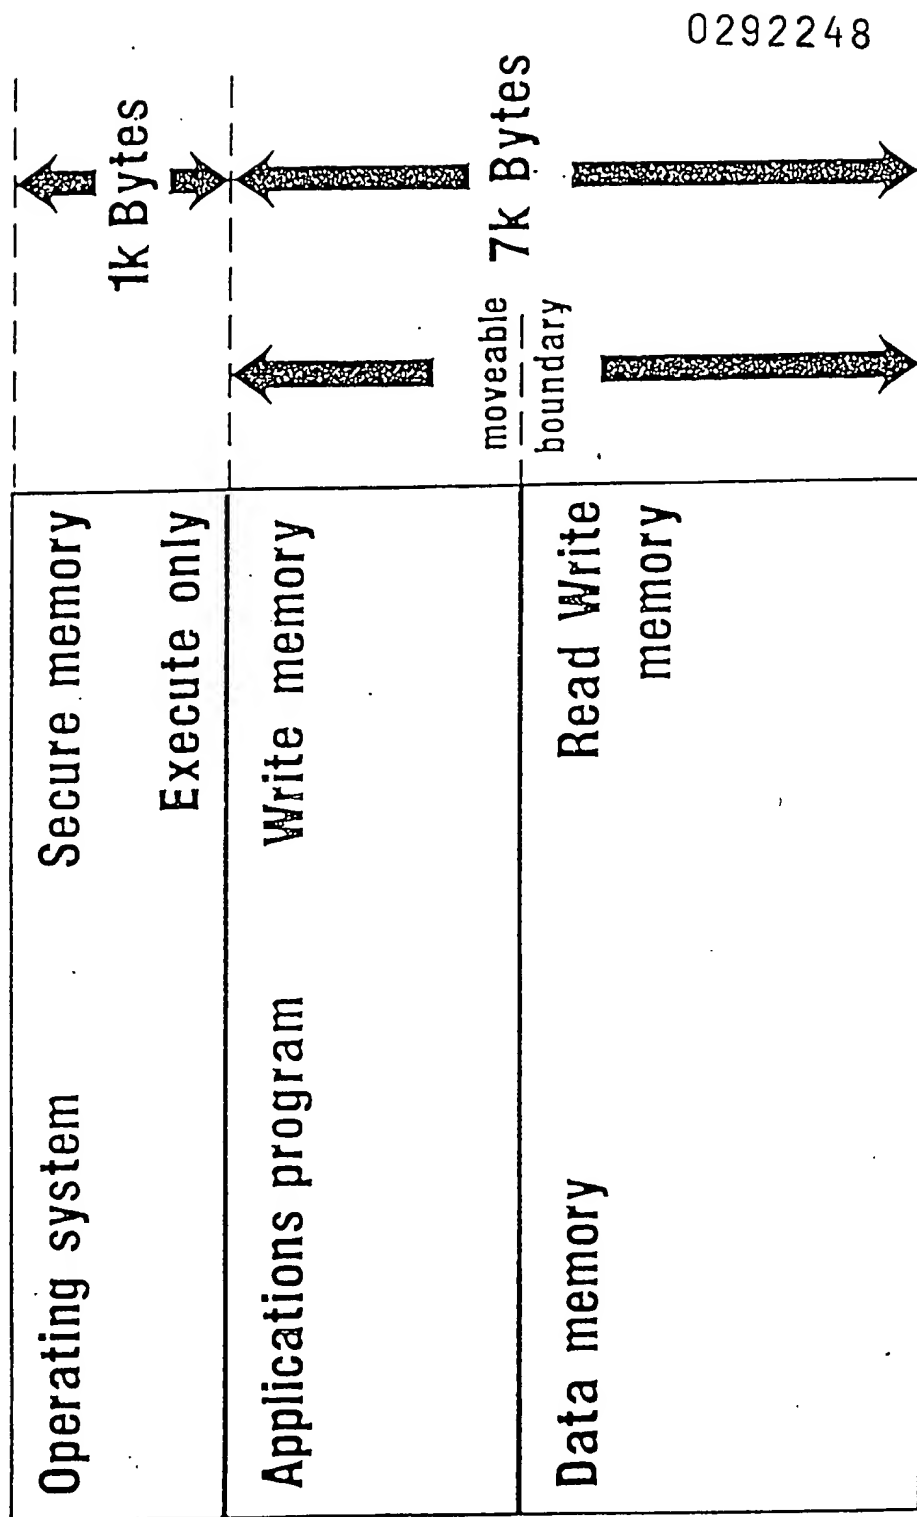 0292248
Operating system Secure memory 1k Bytes
Execute only
Applications program Write memory
moveable 7k Bytes
boundary
Data memory Read Write
memory